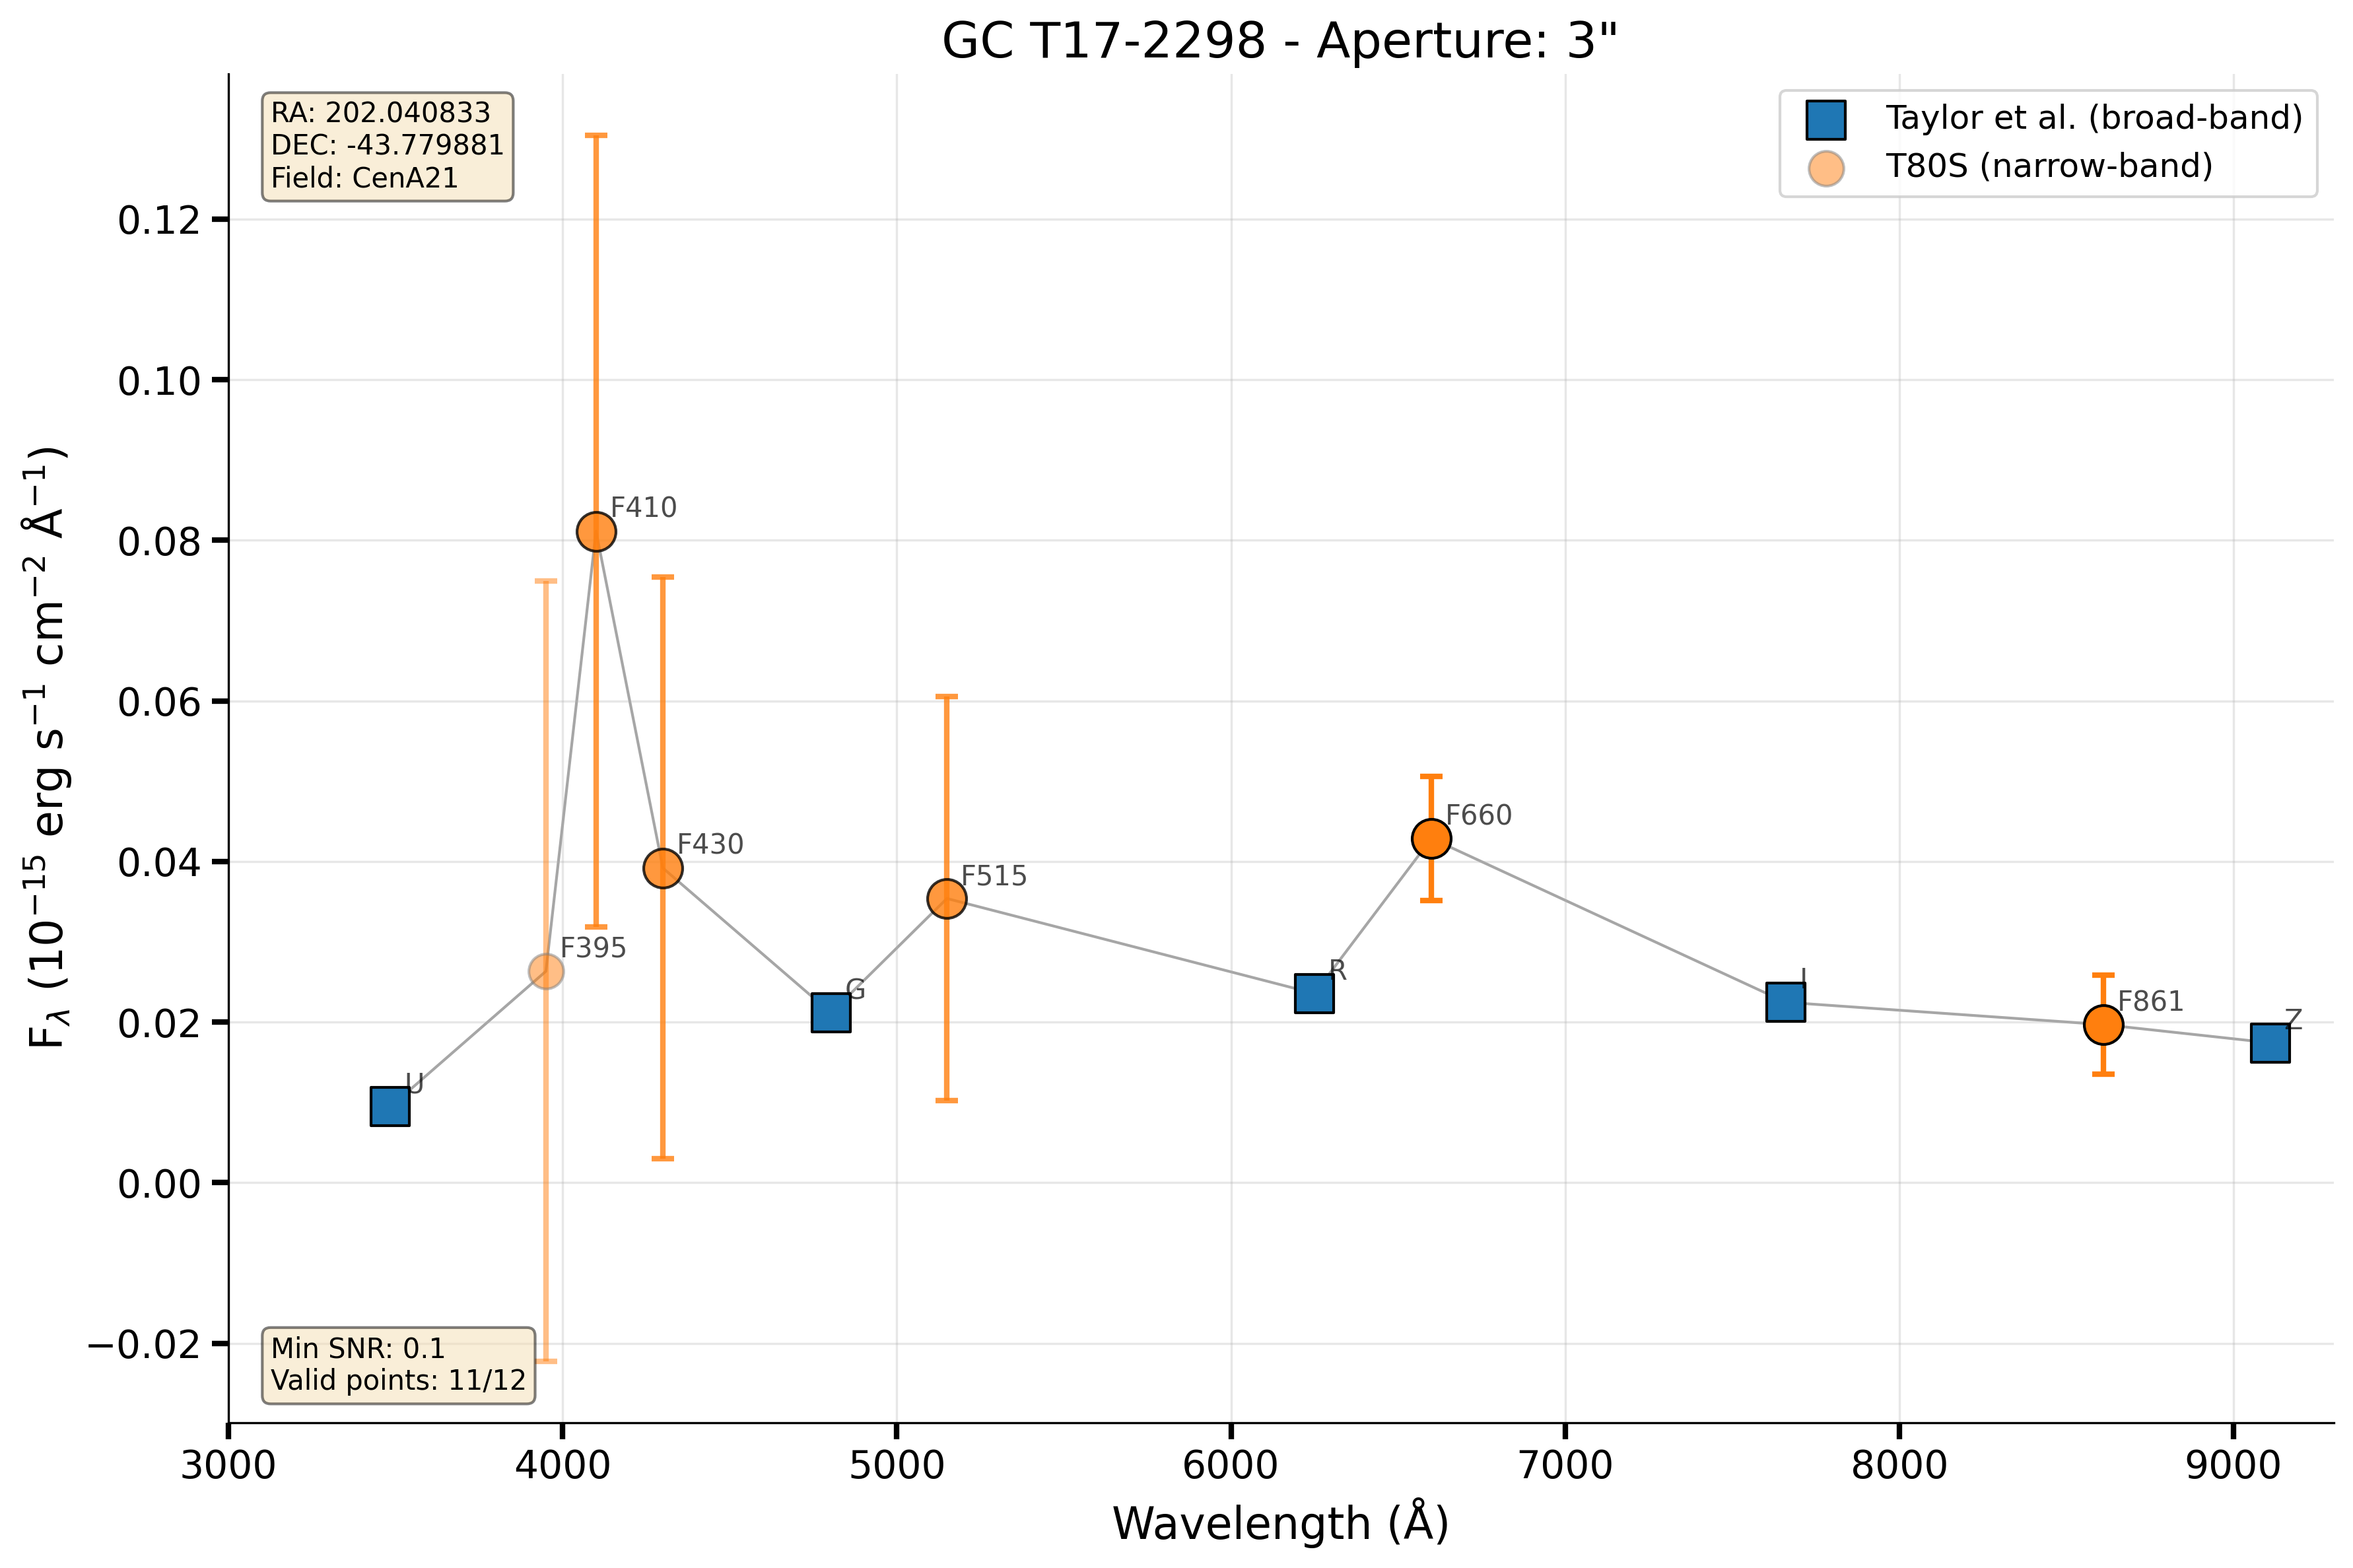 GC T17-2298 - Aperture: 3"
RA: 202.040833
DEC: -43.779881
Field: CenA21
Taylor et al. (broad-band)
T80S (narrow-band)
F_λ (10⁻¹⁵ erg s⁻¹ cm⁻² Å⁻¹)
0.12
0.10
0.08
0.06
0.04
0.02
0.00
−0.02
U
F395
F410
F430
G
F515
R
F660
I
F861
Z
Min SNR: 0.1
Valid points: 11/12
3000
4000
5000
6000
7000
8000
9000
Wavelength (Å)